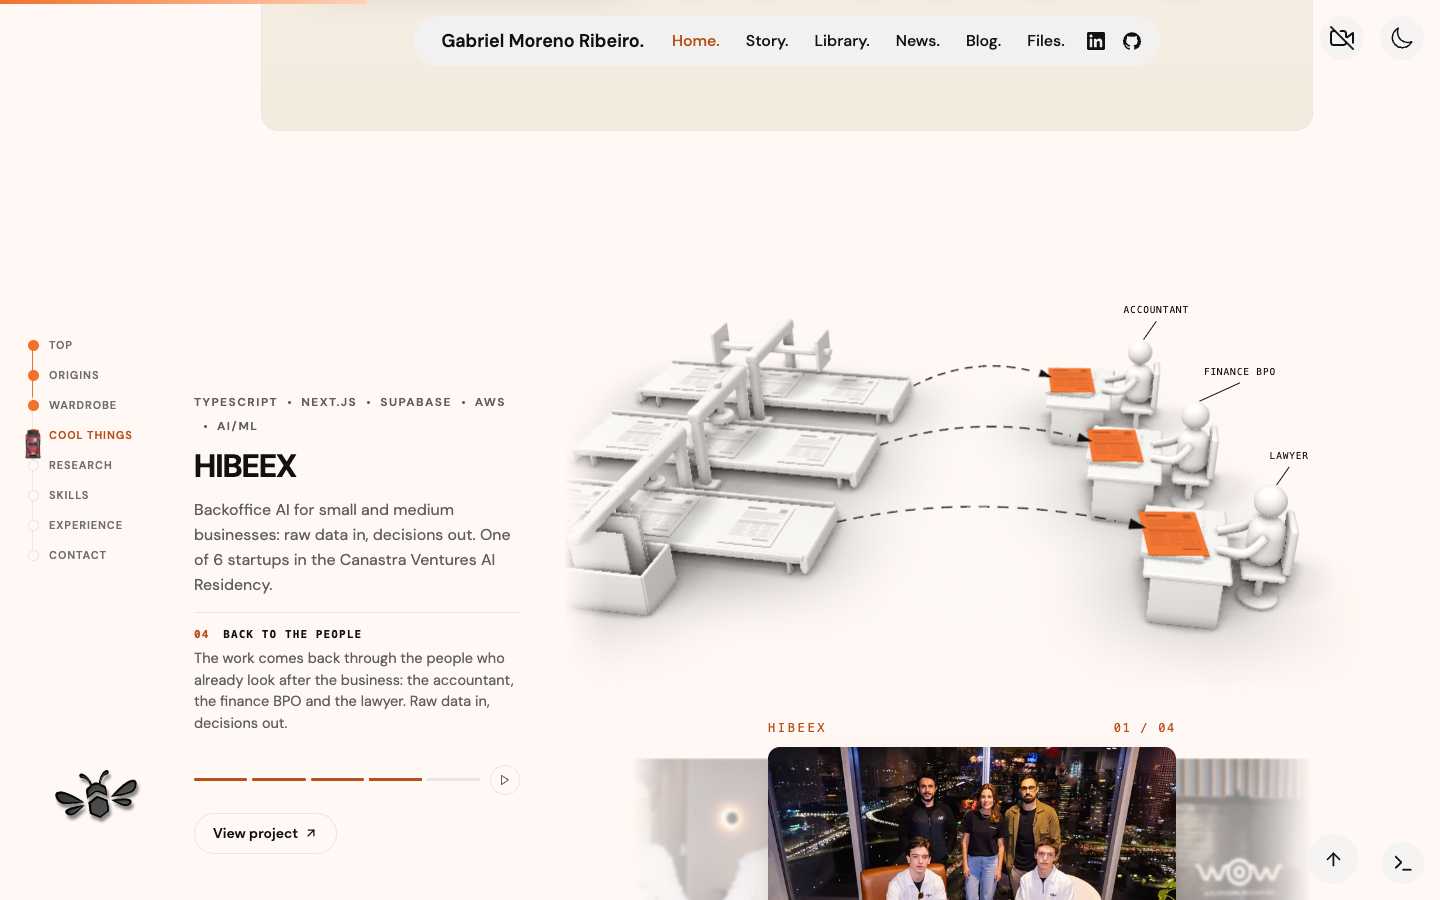 Gabriel Moreno Ribeiro.
Home. Story. Library. News. Blog. Files.
TOP
ORIGINS
WARDROBE
COOL THINGS
RESEARCH
SKILLS
EXPERIENCE
CONTACT
TYPESCRIPT • NEXT.JS • SUPABASE • AWS
• AI/ML
HIBEEX
Backoffice AI for small and medium
businesses: raw data in, decisions out. One
of 6 startups in the Canastra Ventures AI
Residency.
04 BACK TO THE PEOPLE
The work comes back through the people who
already look after the business: the accountant,
the finance BPO and the lawyer. Raw data in,
decisions out.
View project
ACCOUNTANT
FINANCE BPO
LAWYER
HIBEEX 01 / 04
WOW